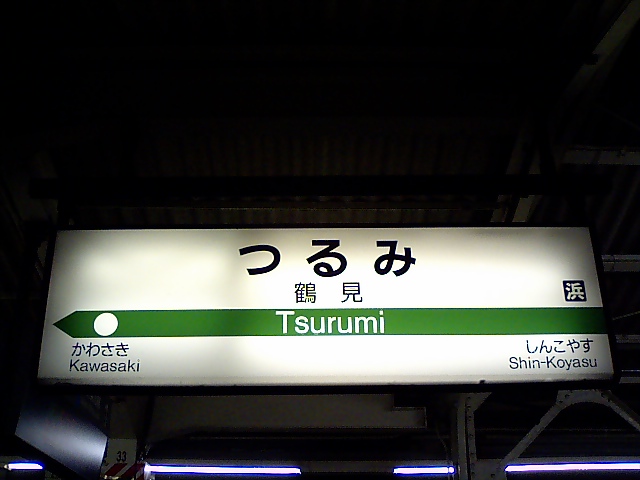 つるみ
鶴見
浜
Tsurumi
かわさき
しんこやす
Kawasaki
Shin-Koyasu
33